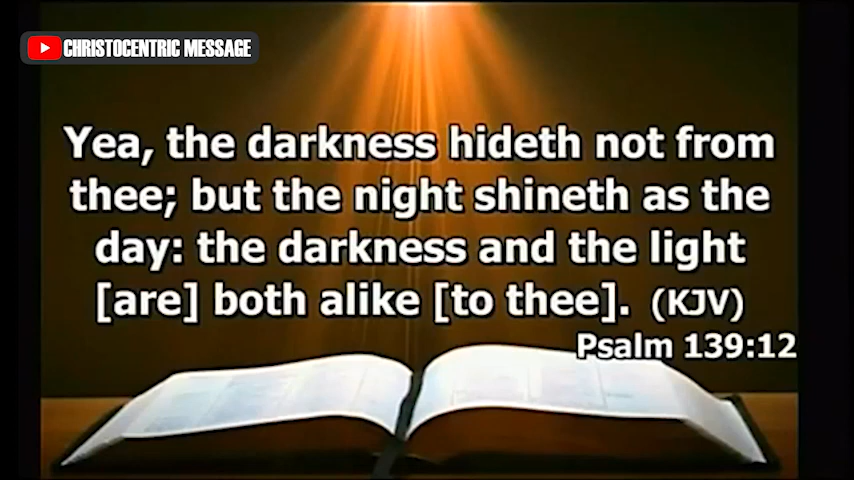 CHRISTOCENTRIC MESSAGE
Yea, the darkness hideth not from
thee; but the night shineth as the
day: the darkness and the light
[are] both alike [to thee]. (KJV)
Psalm 139:12